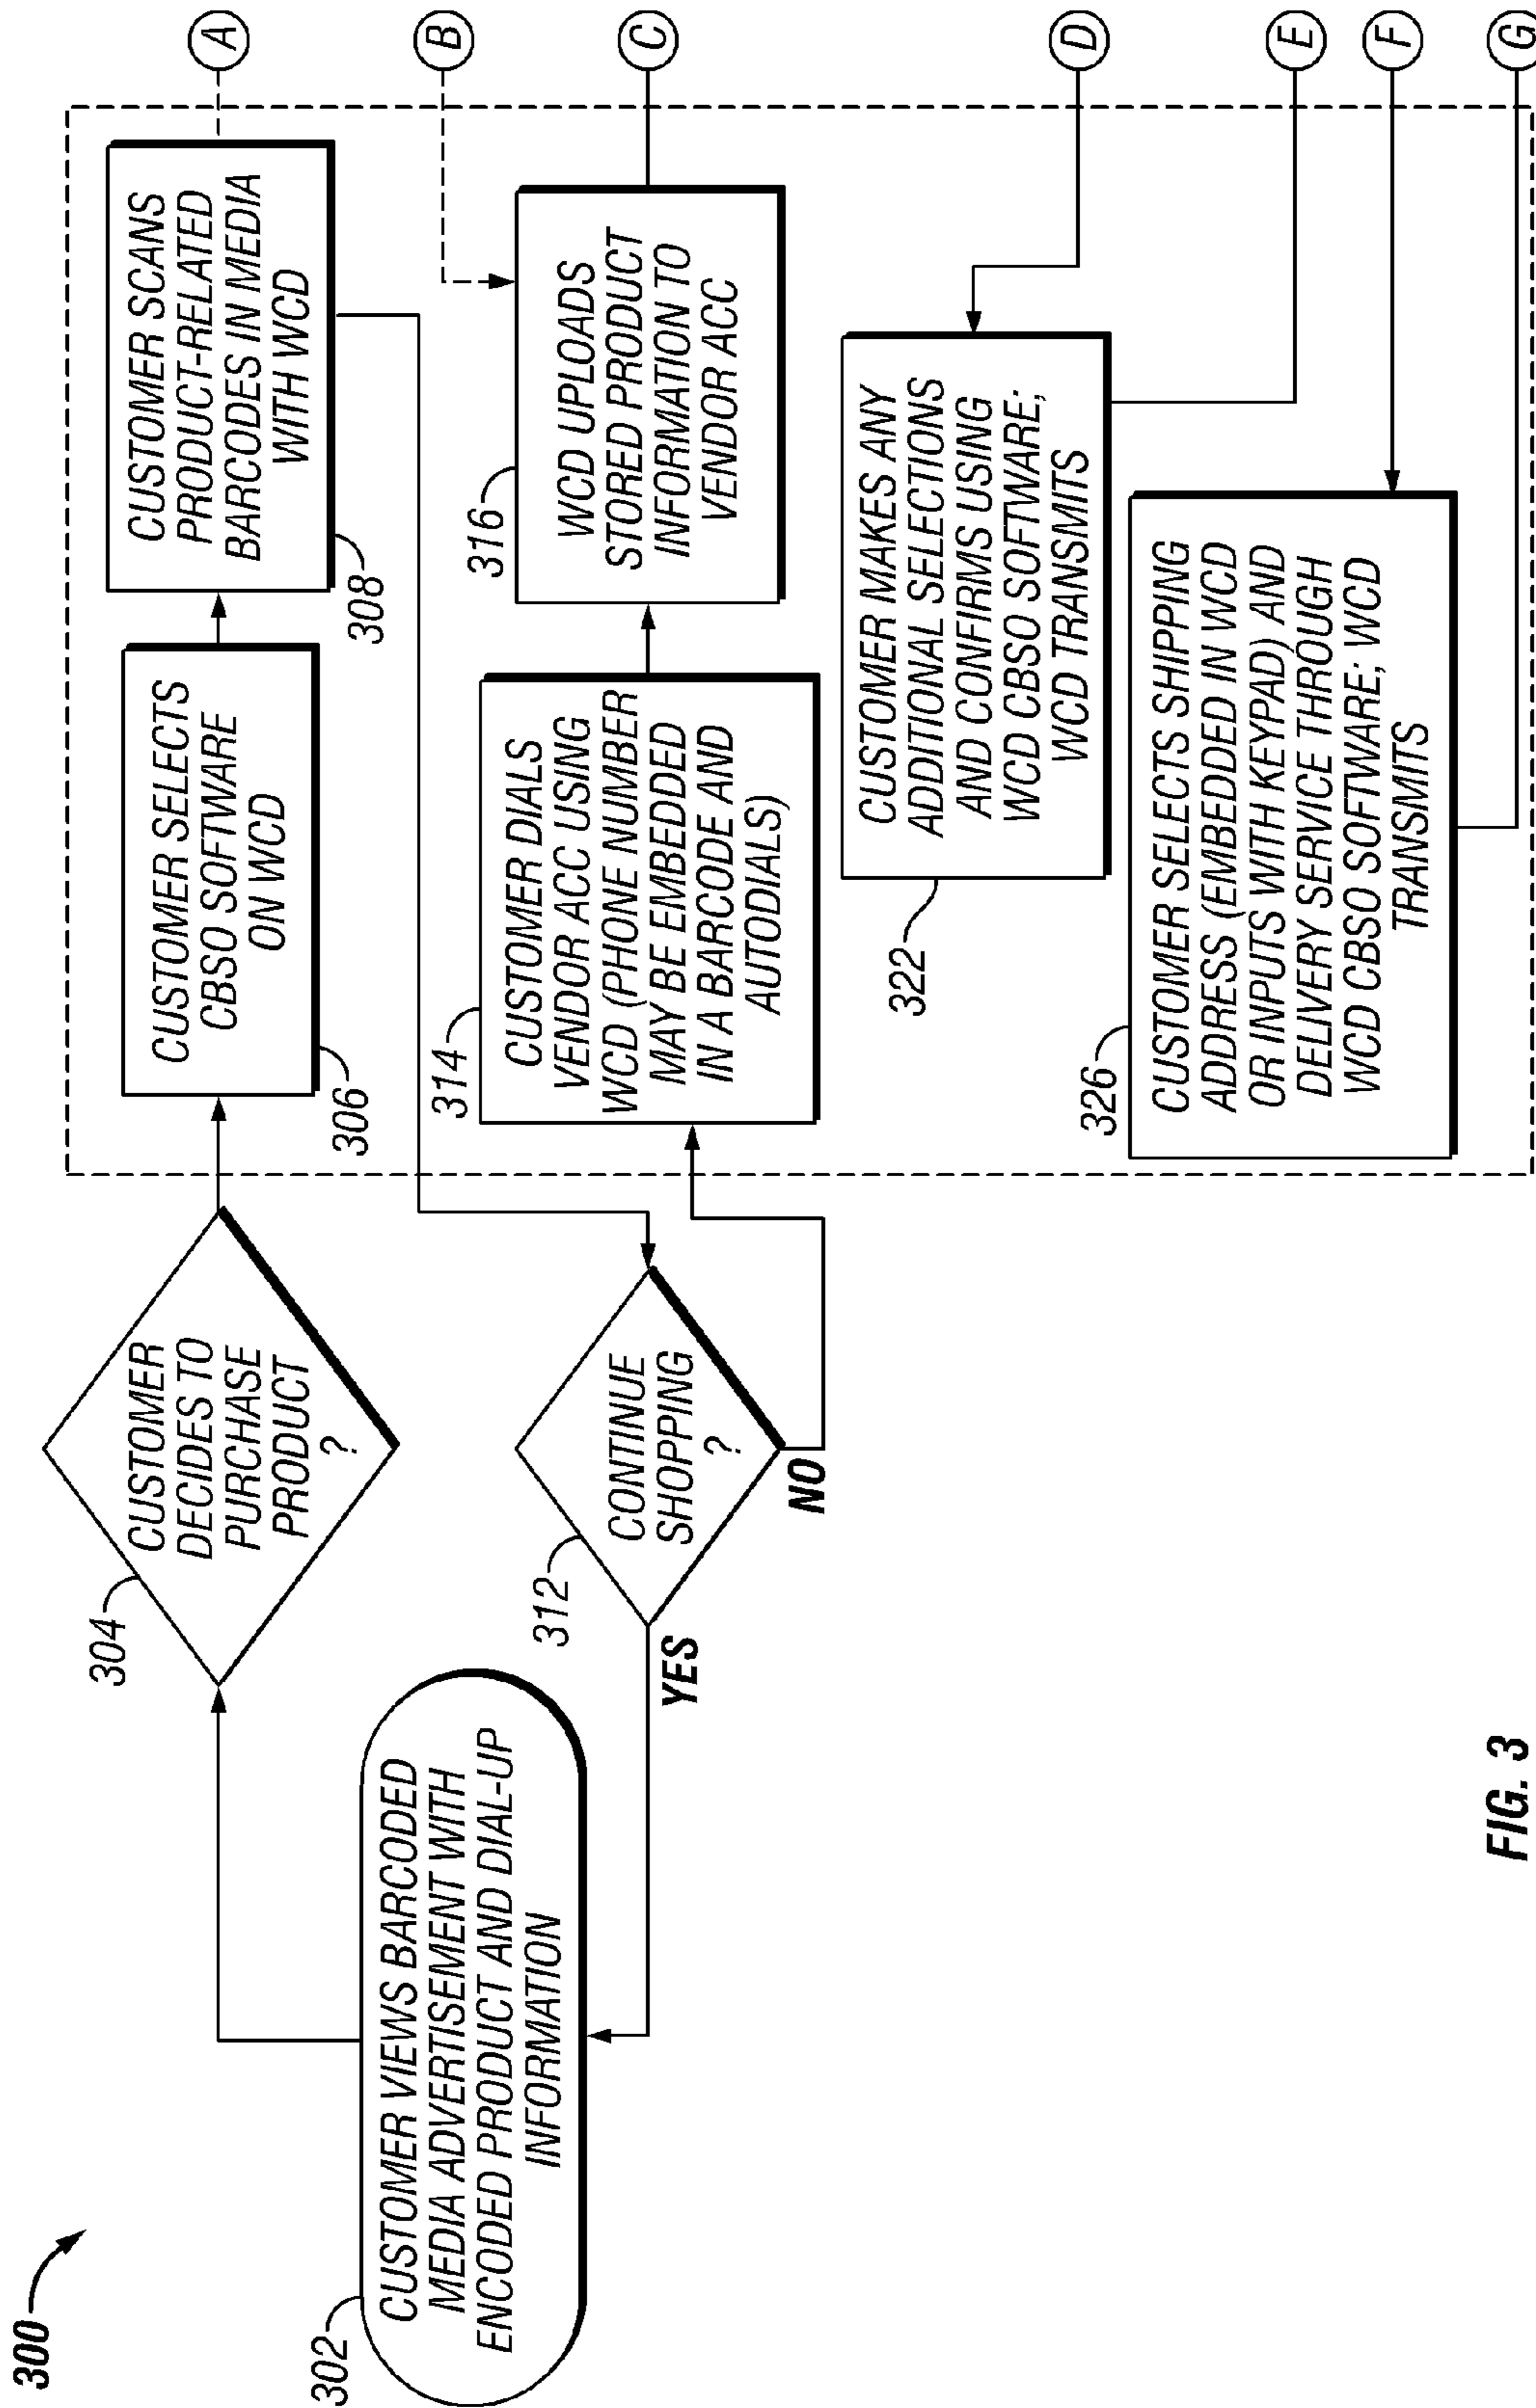 300
302
CUSTOMER VIEWS BARCODED
MEDIA ADVERTISEMENT WITH
ENCODED PRODUCT AND DIAL-UP
INFORMATION
304
CUSTOMER
DECIDES TO
PURCHASE
PRODUCT
?
306
CUSTOMER SELECTS
CBSO SOFTWARE
ON WCD
308
CUSTOMER SCANS
PRODUCT-RELATED
BARCODES IN MEDIA
WITH WCD
A
B
312
CONTINUE
SHOPPING
?
YES
NO
314
CUSTOMER DIALS
VENDOR ACC USING
WCD (PHONE NUMBER
MAY BE EMBEDDED
IN A BARCODE AND
AUTODIALS)
316
WCD UPLOADS
STORED PRODUCT
INFORMATION TO
VENDOR ACC
C
322
CUSTOMER MAKES ANY
ADDITIONAL SELECTIONS
AND CONFIRMS USING
WCD CBSO SOFTWARE;
WCD TRANSMITS
D
E
326
CUSTOMER SELECTS SHIPPING
ADDRESS (EMBEDDED IN WCD
OR INPUTS WITH KEYPAD) AND
DELIVERY SERVICE THROUGH
WCD CBSO SOFTWARE; WCD
TRANSMITS
F
G
FIG. 3